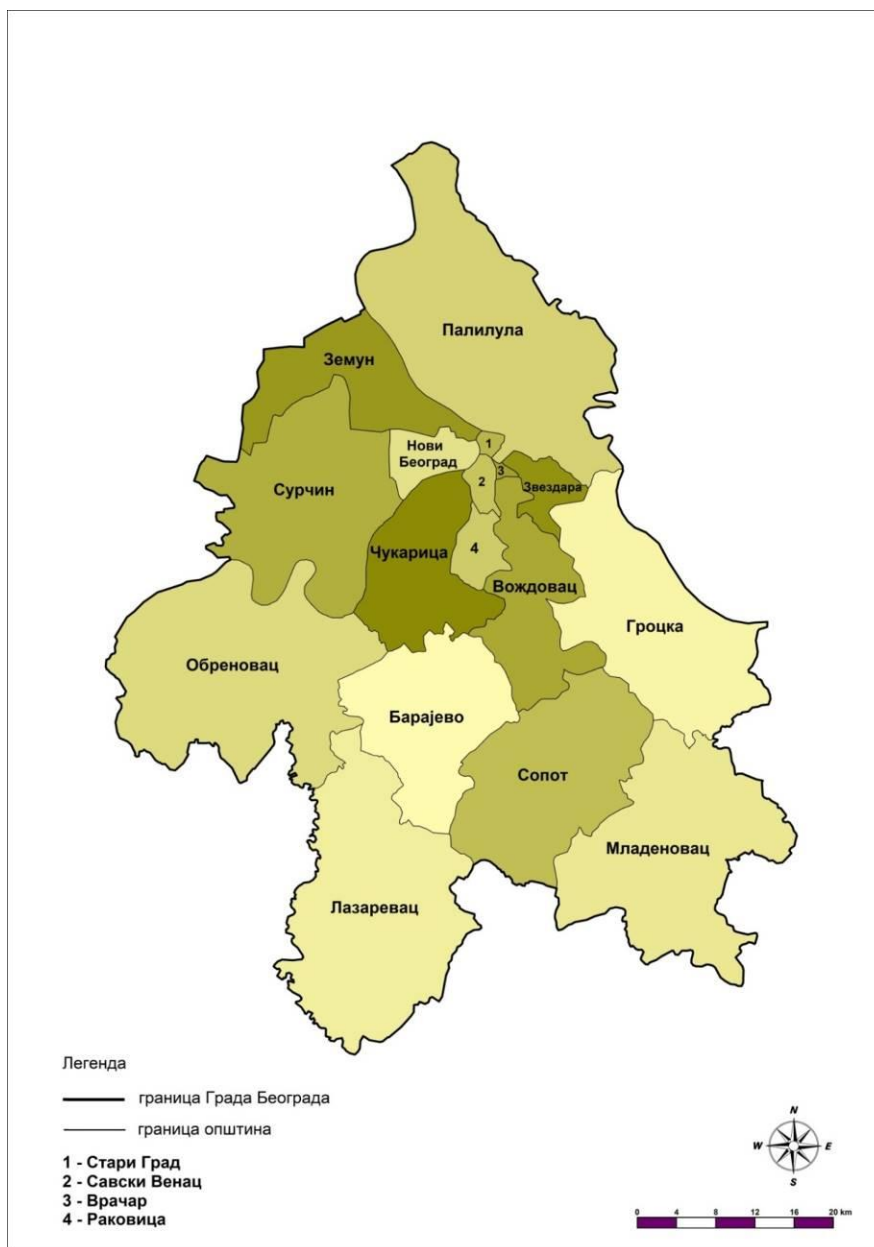 Палилула
Земун
Нови
Београд
1
2
3
Звездара
Сурчин
Чукарица
4
Вождовац
Гроцка
Обреновац
Барајево
Сопот
Младеновац
Лазаревац
Легенда
граница Града Београда
граница општина
1 - Стари Град
2 - Савски Венац
3 - Врачар
4 - Раковица
N
W E
S
0 4 8 12 16 20 km